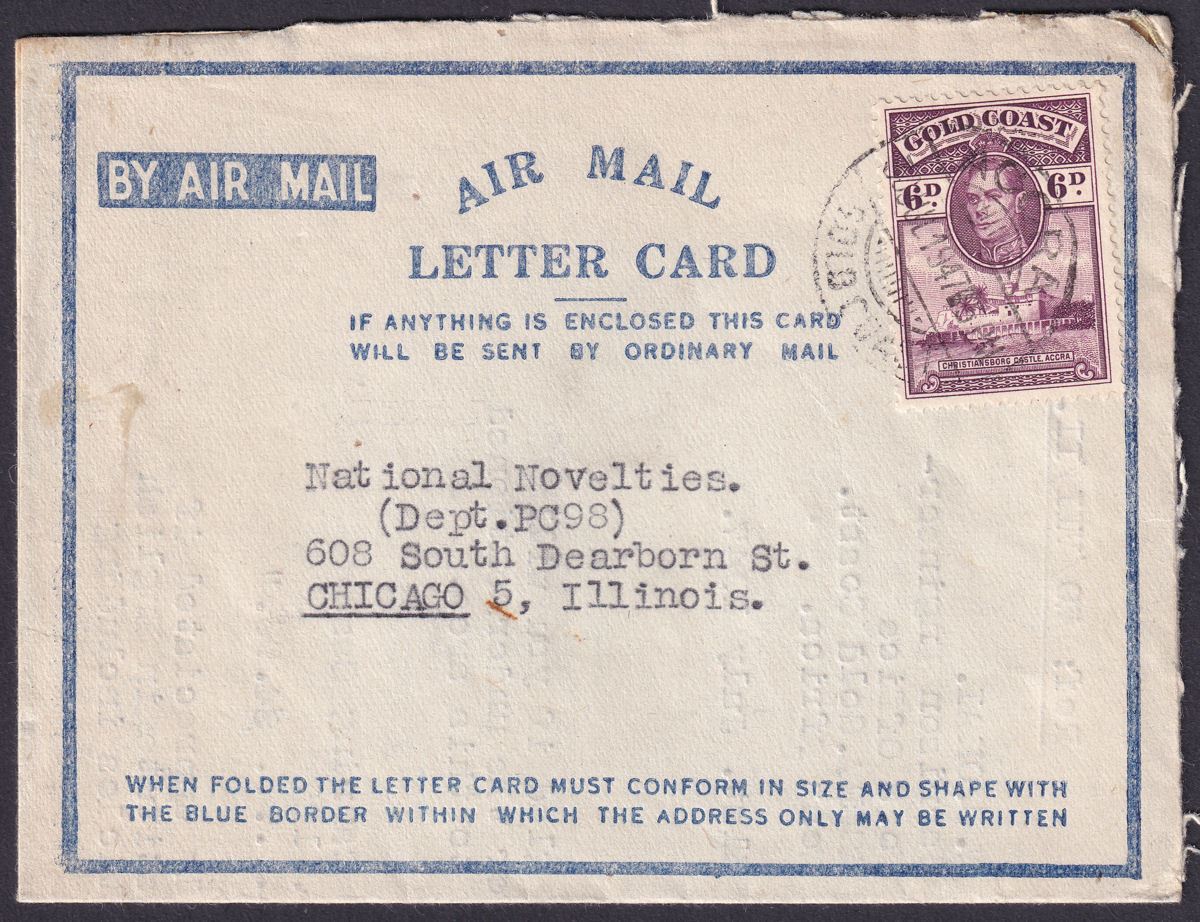 BY AIR MAIL
AIR MAIL
LETTER CARD
IF ANYTHING IS ENCLOSED THIS CARD
WILL BE SENT BY ORDINARY MAIL
GOLD COAST
6D. 6D.
CHRISTIANSBORG CASTLE, ACCRA
1947
National Novelties.
(Dept.PC98)
608 South Dearborn St.
CHICAGO 5, Illinois.
WHEN FOLDED THE LETTER CARD MUST CONFORM IN SIZE AND SHAPE WITH
THE BLUE BORDER WITHIN WHICH THE ADDRESS ONLY MAY BE WRITTEN